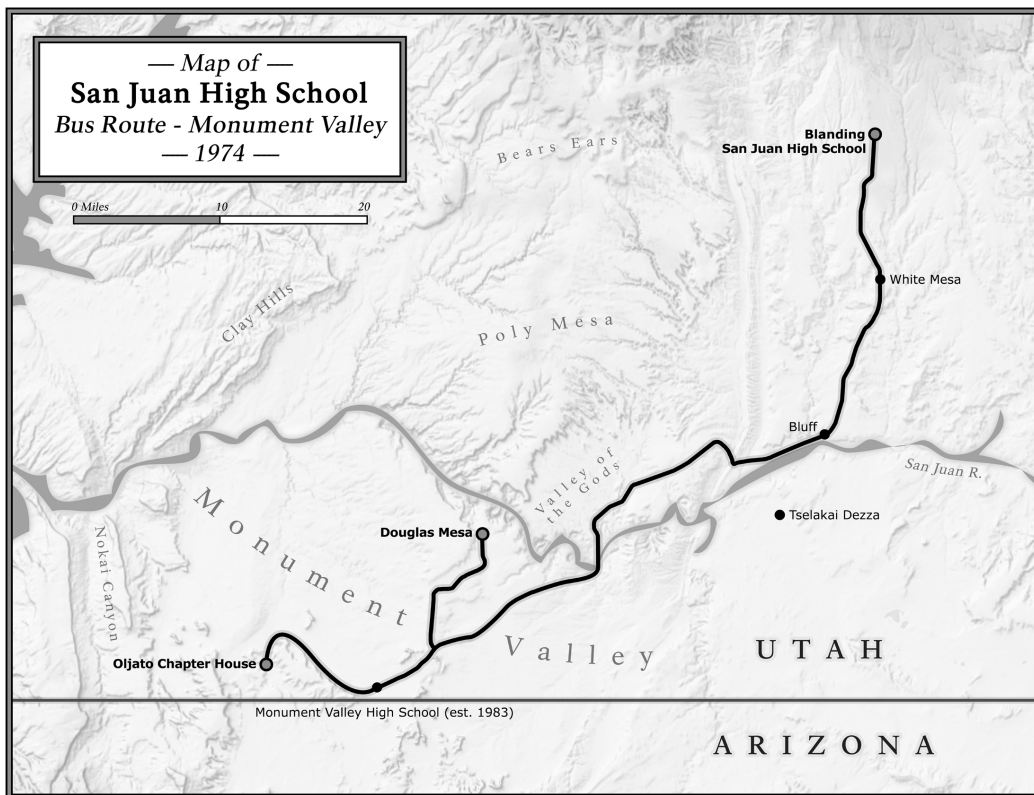 — Map of —
San Juan High School
Bus Route - Monument Valley
— 1974 —
0 Miles 10 20
Bears Ears
Blanding
San Juan High School
White Mesa
Clay Hills
Poly Mesa
Bluff
San Juan R.
Valley of
the Gods
Tselakai Dezza
Monument
Valley
Douglas Mesa
Nokai Canyon
Oljato Chapter House
UTAH
Monument Valley High School (est. 1983)
ARIZONA